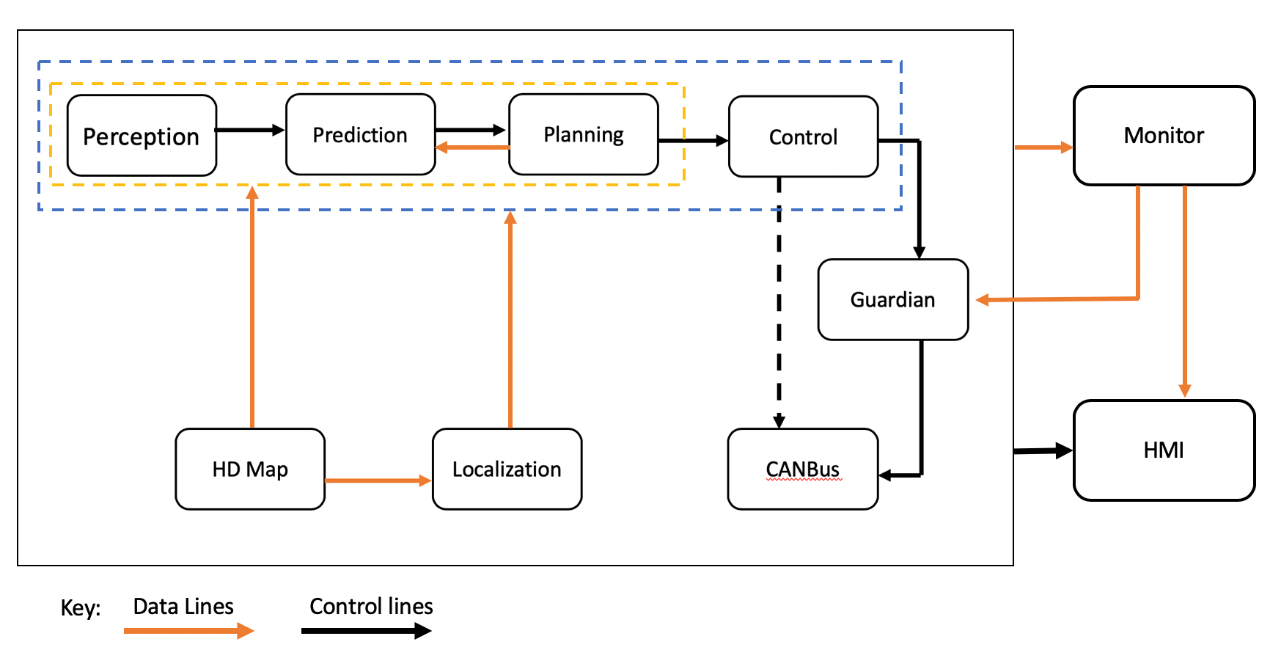 Perception
Prediction
Planning
Control
Monitor
Guardian
HD Map
Localization
CANBus
HMI
Key:
Data Lines
Control lines